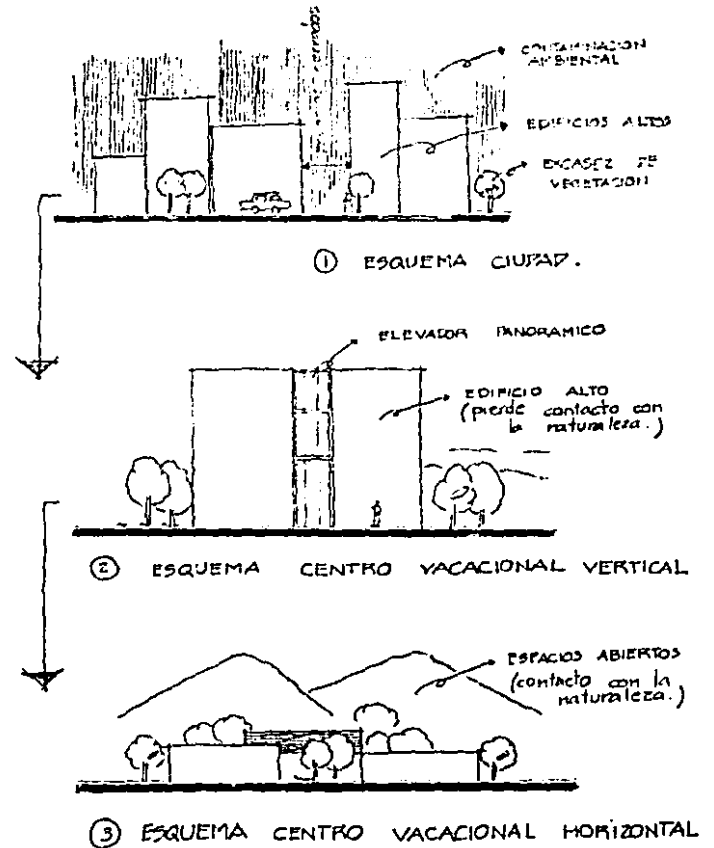 CONTAMINACION
AMBIENTAL
EDIFICIOS ALTOS
ESCASEZ DE
VEGETACION
① ESQUEMA CIUDAD.
ELEVADOR PANORAMICO
EDIFICIO ALTO
(pierde contacto con
la naturaleza.)
② ESQUEMA CENTRO VACACIONAL VERTICAL
ESPACIOS ABIERTOS
(contacto con la
naturaleza.)
③ ESQUEMA CENTRO VACACIONAL HORIZONTAL